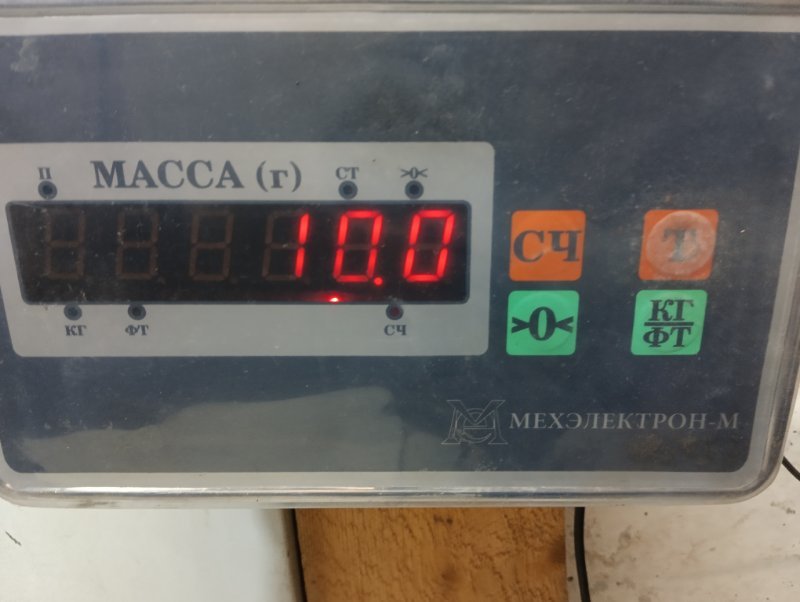 П МАССА (г) СТ >0<
10.0
КГ ФТ СЧ
СЧ Т
>0< КГ/ФТ
МЕХЭЛЕКТРОН-М